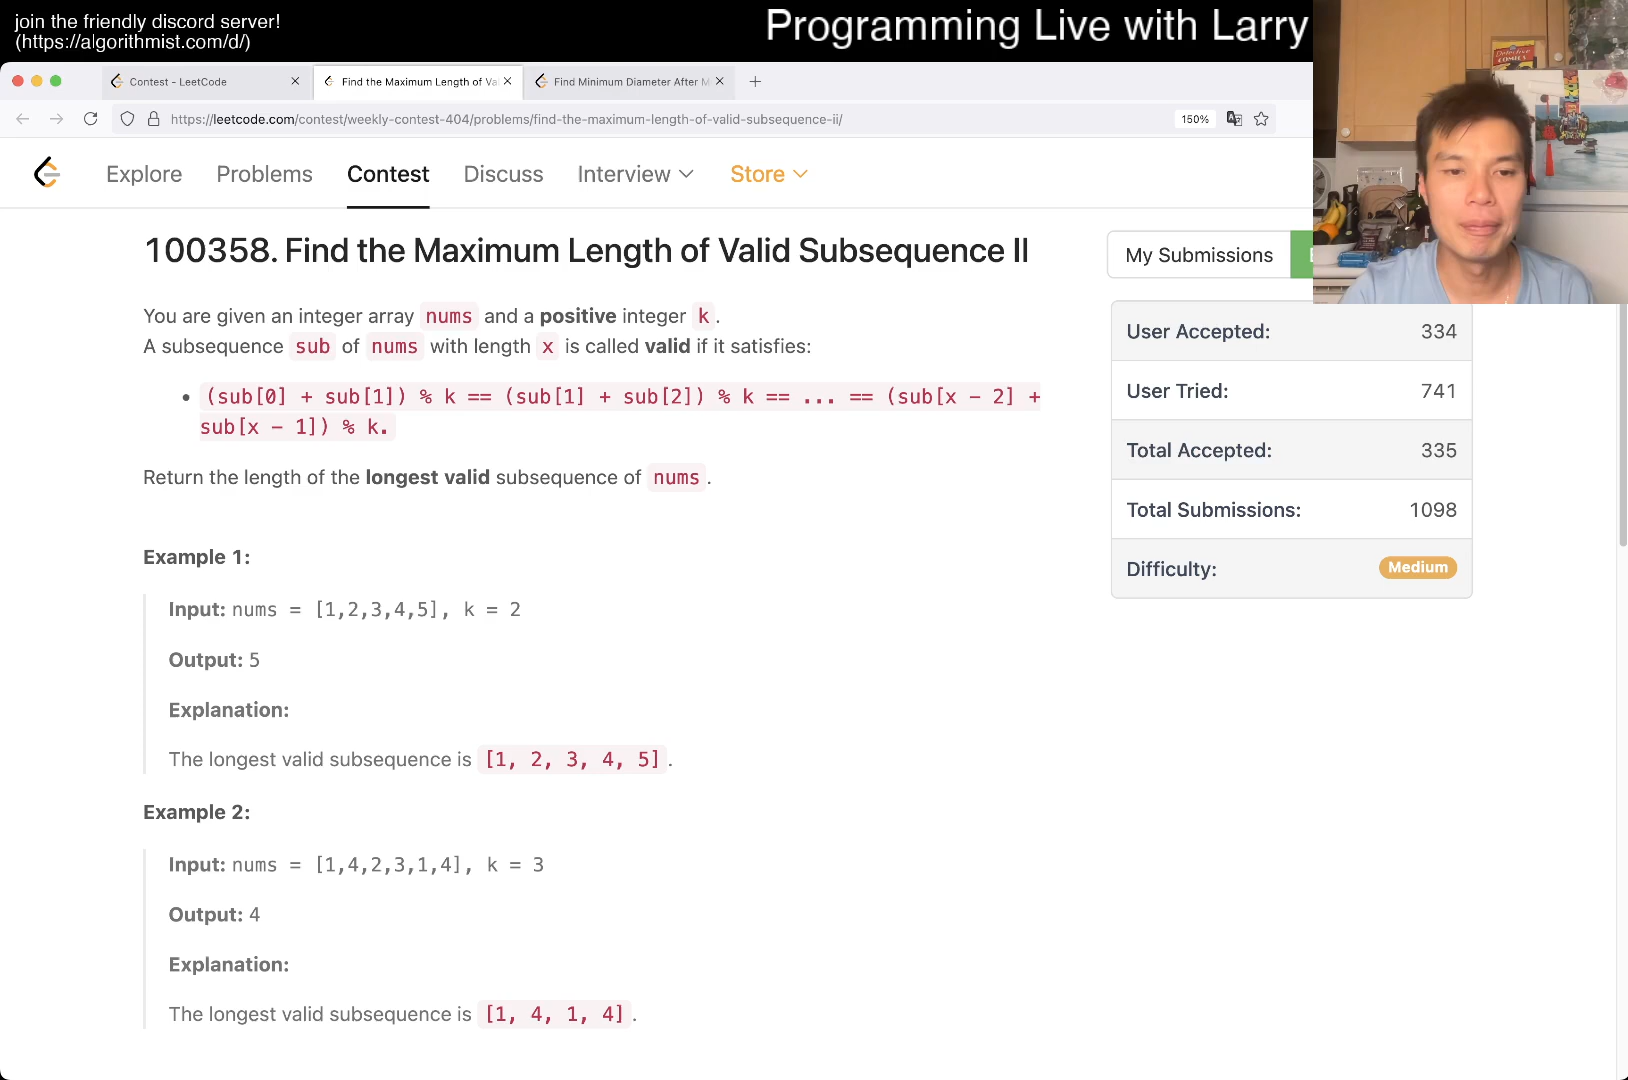 join the friendly discord server!
(https://algorithmist.com/d/)
Programming Live with Larry
Contest - LeetCode
Find the Maximum Length of Va
Find Minimum Diameter After M
https://leetcode.com/contest/weekly-contest-404/problems/find-the-maximum-length-of-valid-subsequence-ii/
150%
Explore
Problems
Contest
Discuss
Interview
Store
100358. Find the Maximum Length of Valid Subsequence II
My Submissions
You are given an integer array nums and a positive integer k.
A subsequence sub of nums with length x is called valid if it satisfies:
• (sub[0] + sub[1]) % k == (sub[1] + sub[2]) % k == ... == (sub[x - 2] +
sub[x - 1]) % k.
Return the length of the longest valid subsequence of nums.
User Accepted: 334
User Tried: 741
Total Accepted: 335
Total Submissions: 1098
Difficulty: Medium
Example 1:
Input: nums = [1,2,3,4,5], k = 2
Output: 5
Explanation:
The longest valid subsequence is [1, 2, 3, 4, 5].
Example 2:
Input: nums = [1,4,2,3,1,4], k = 3
Output: 4
Explanation:
The longest valid subsequence is [1, 4, 1, 4].